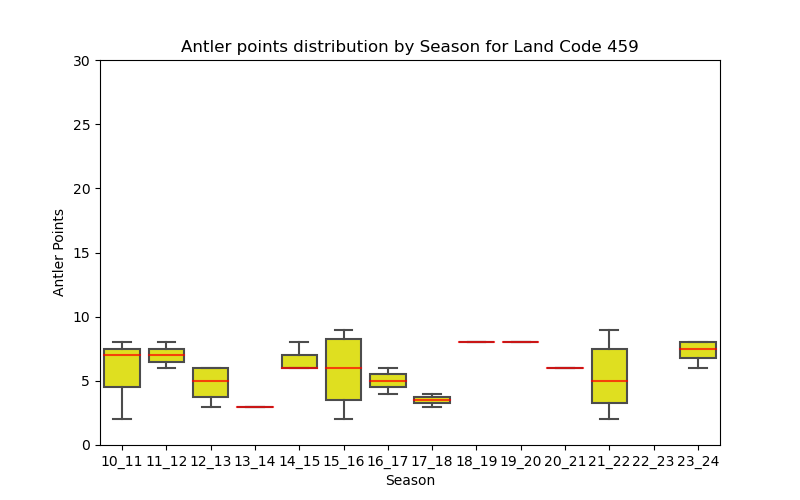 Antler points distribution by Season for Land Code 459
Antler Points
30
25
20
15
10
5
0
10_11 11_12 12_13 13_14 14_15 15_16 16_17 17_18 18_19 19_20 20_21 21_22 22_23 23_24
Season